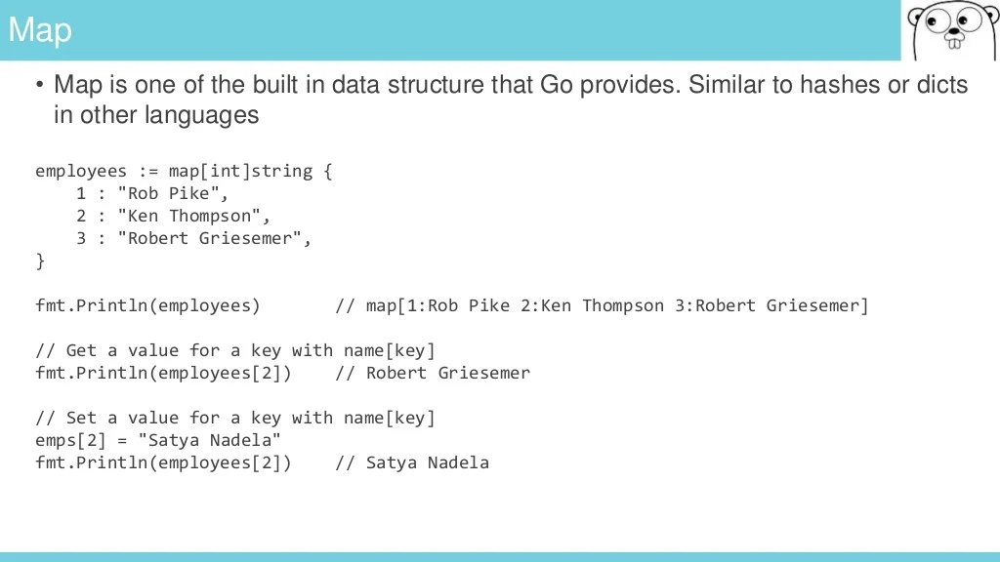 Map
• Map is one of the built in data structure that Go provides. Similar to hashes or dicts
in other languages
employees := map[int]string {
    1 : "Rob Pike",
    2 : "Ken Thompson",
    3 : "Robert Griesemer",
}
fmt.Println(employees)       // map[1:Rob Pike 2:Ken Thompson 3:Robert Griesemer]
// Get a value for a key with name[key]
fmt.Println(employees[2])    // Robert Griesemer
// Set a value for a key with name[key]
emps[2] = "Satya Nadela"
fmt.Println(employees[2])    // Satya Nadela